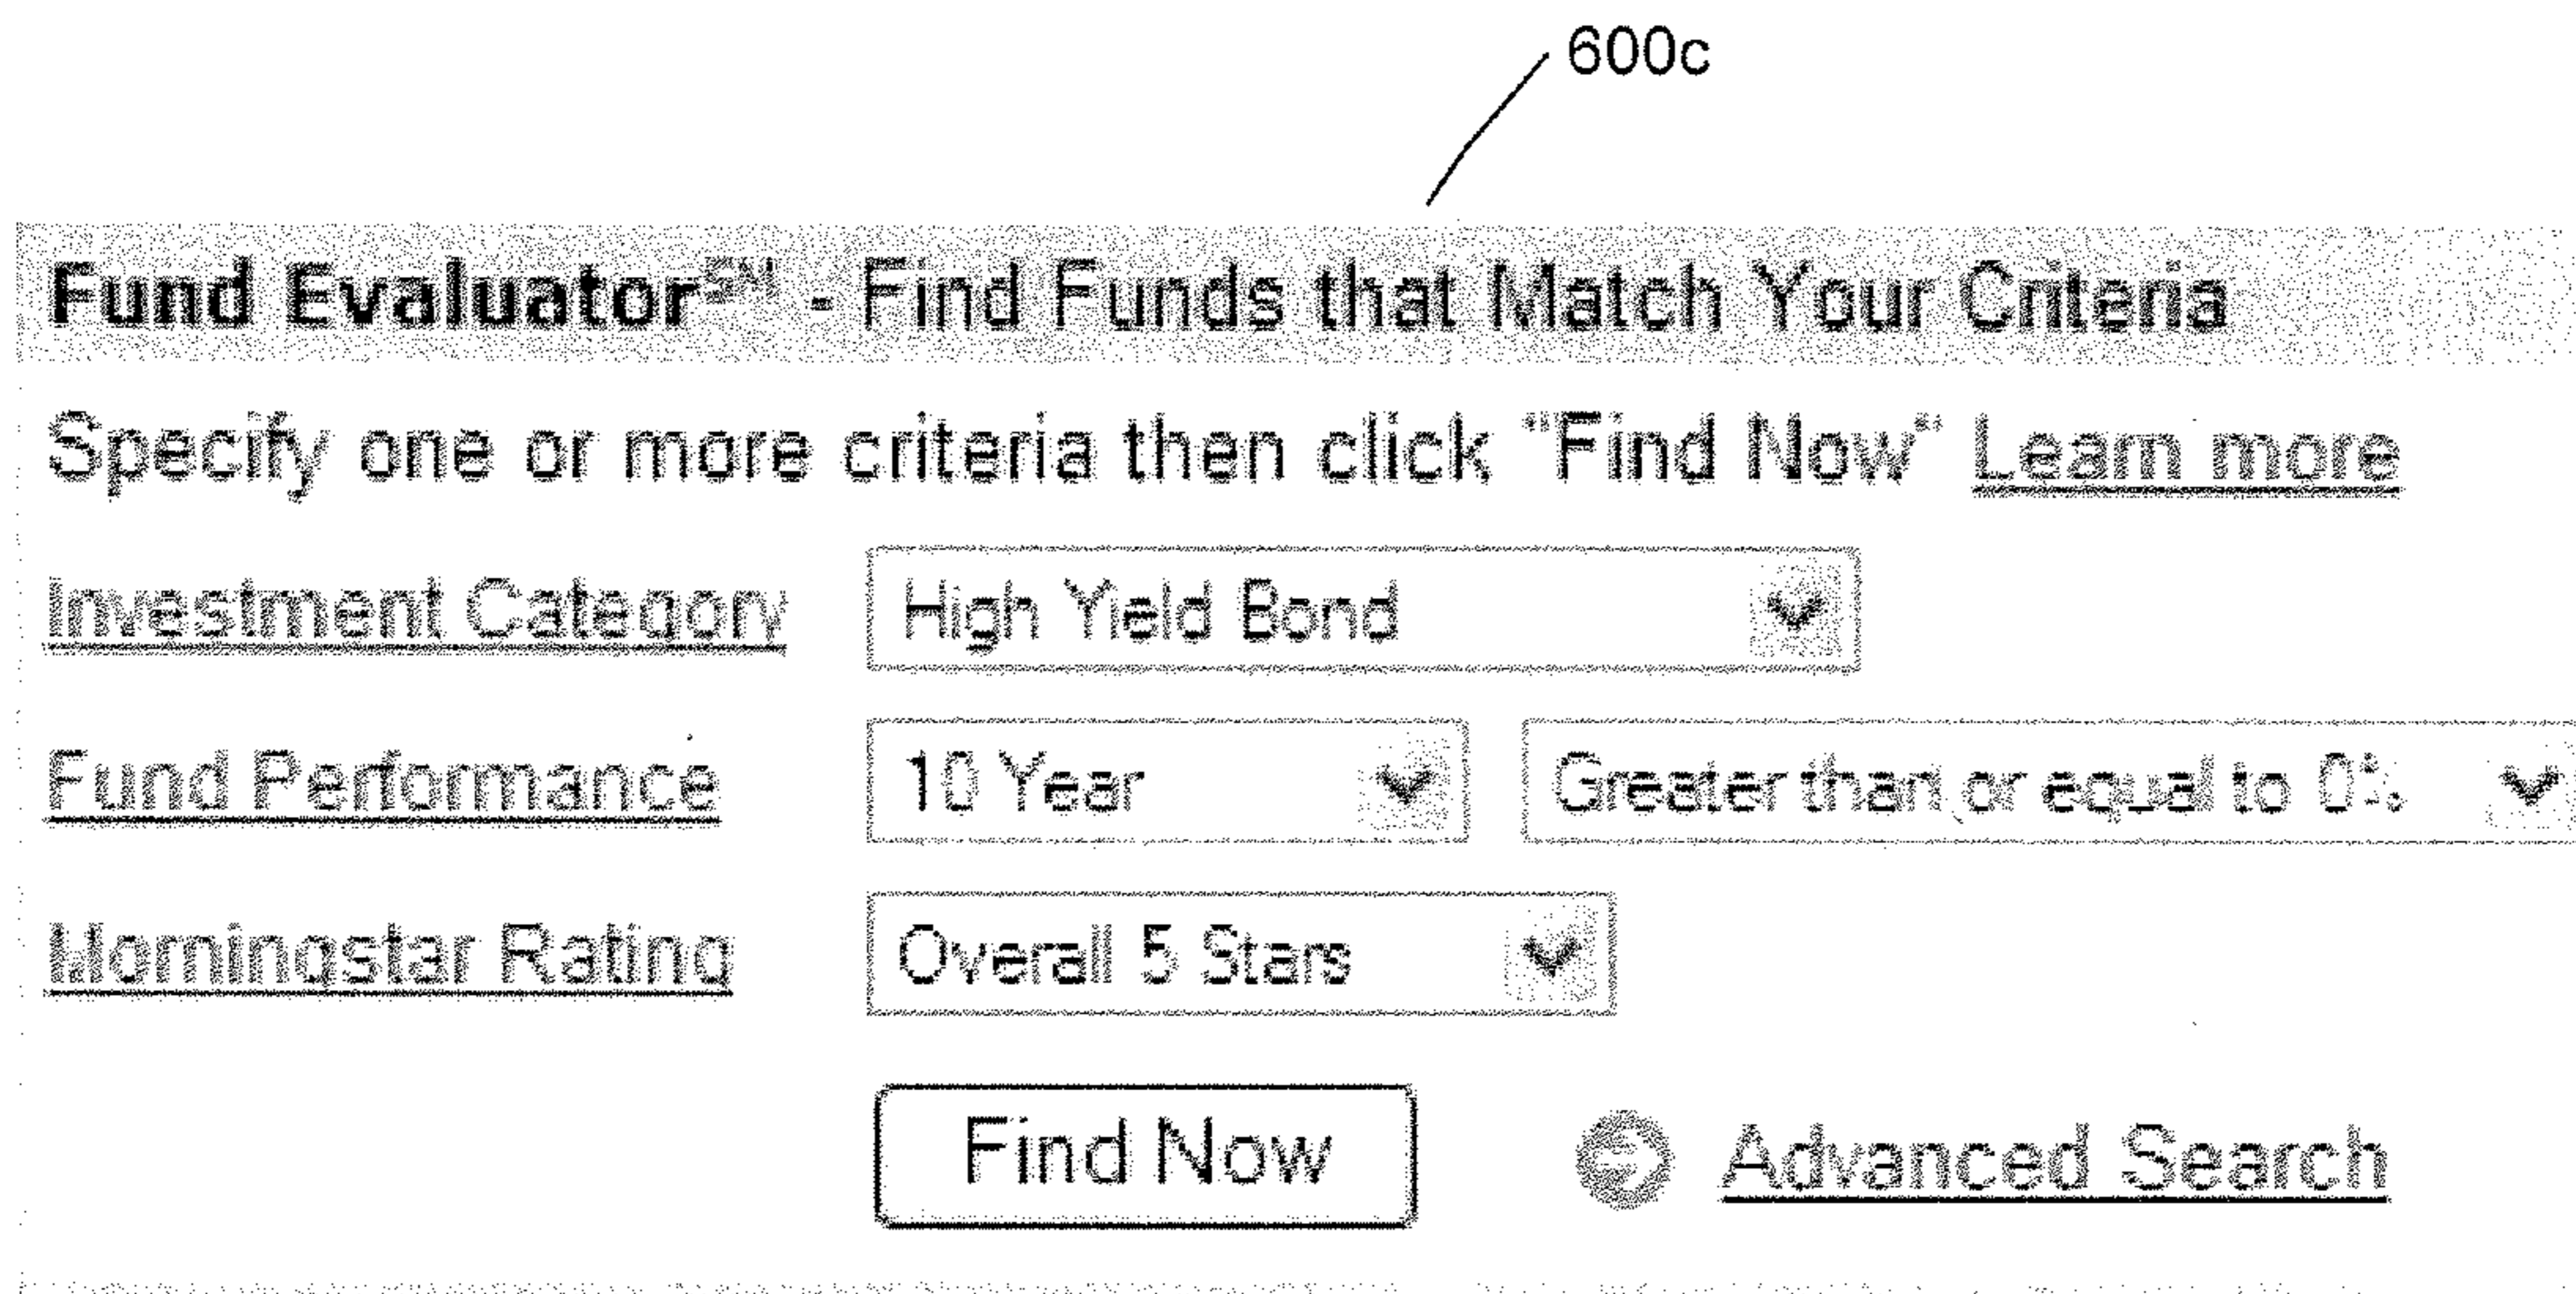 600c
Fund Evaluator℠ - Find Funds that Match Your Criteria
Specify one or more criteria then click "Find Now" Learn more
Investment Category High Yield Bond
Fund Performance 10 Year Greater than or equal to 0%
Morningstar Rating Overall 5 Stars
Find Now Advanced Search